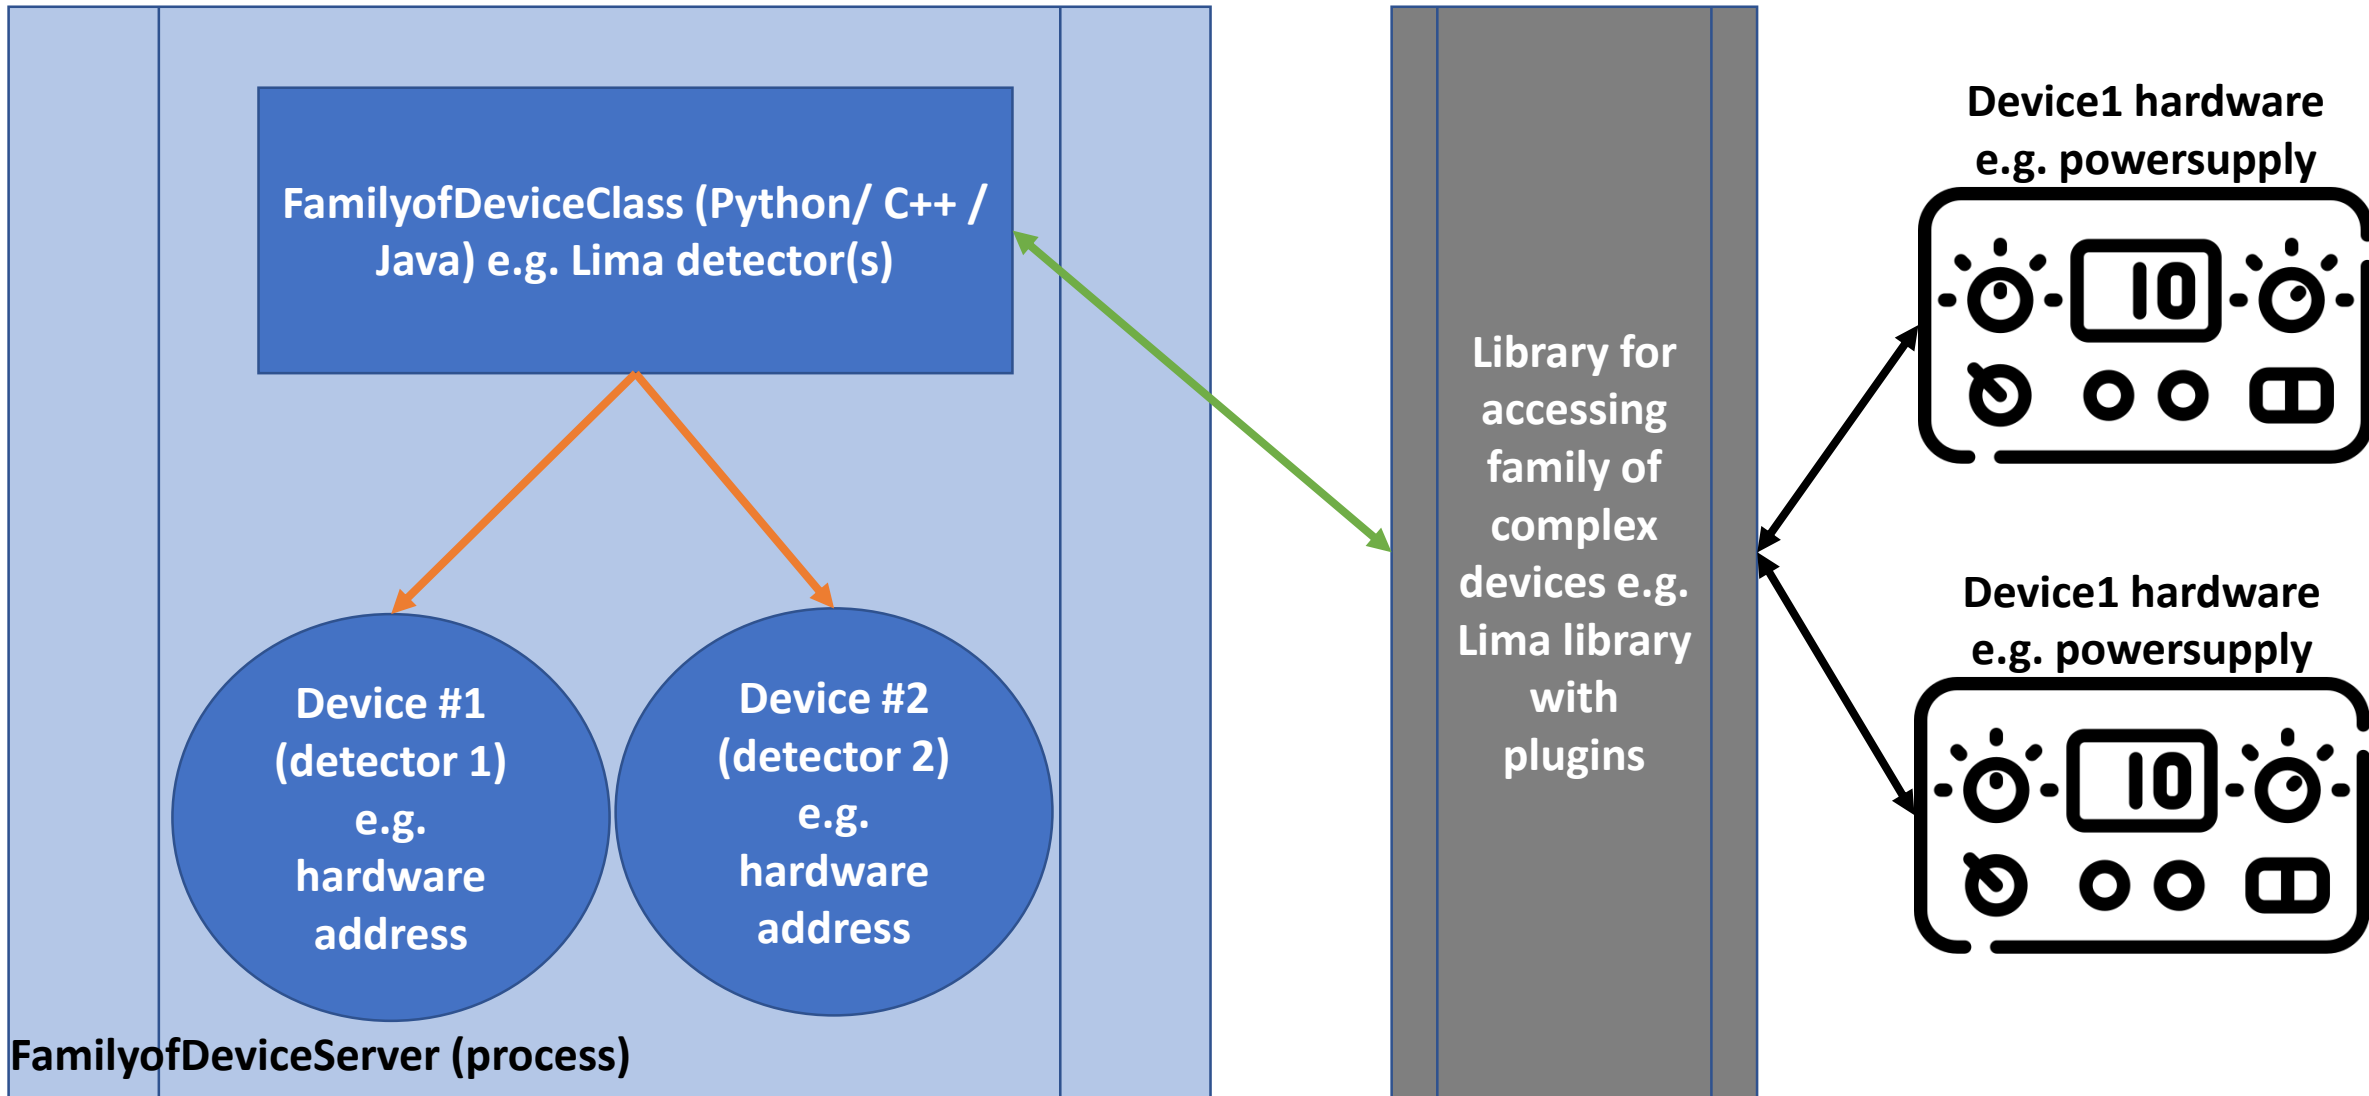 FamilyofDeviceClass (Python/ C++ /
Java) e.g. Lima detector(s)
Device #1
(detector 1)
e.g.
hardware
address
Device #2
(detector 2)
e.g.
hardware
address
FamilyofDeviceServer (process)
Library for
accessing
family of
complex
devices e.g.
Lima library
with
plugins
Device1 hardware
e.g. powersupply
10
Device1 hardware
e.g. powersupply
10